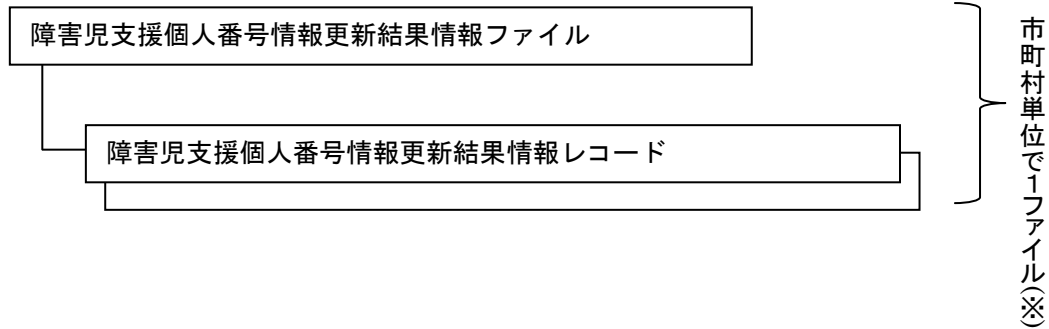 障害児支援個人番号情報更新結果情報ファイル
障害児支援個人番号情報更新結果情報レコード
市町村単位で1ファイル(※)